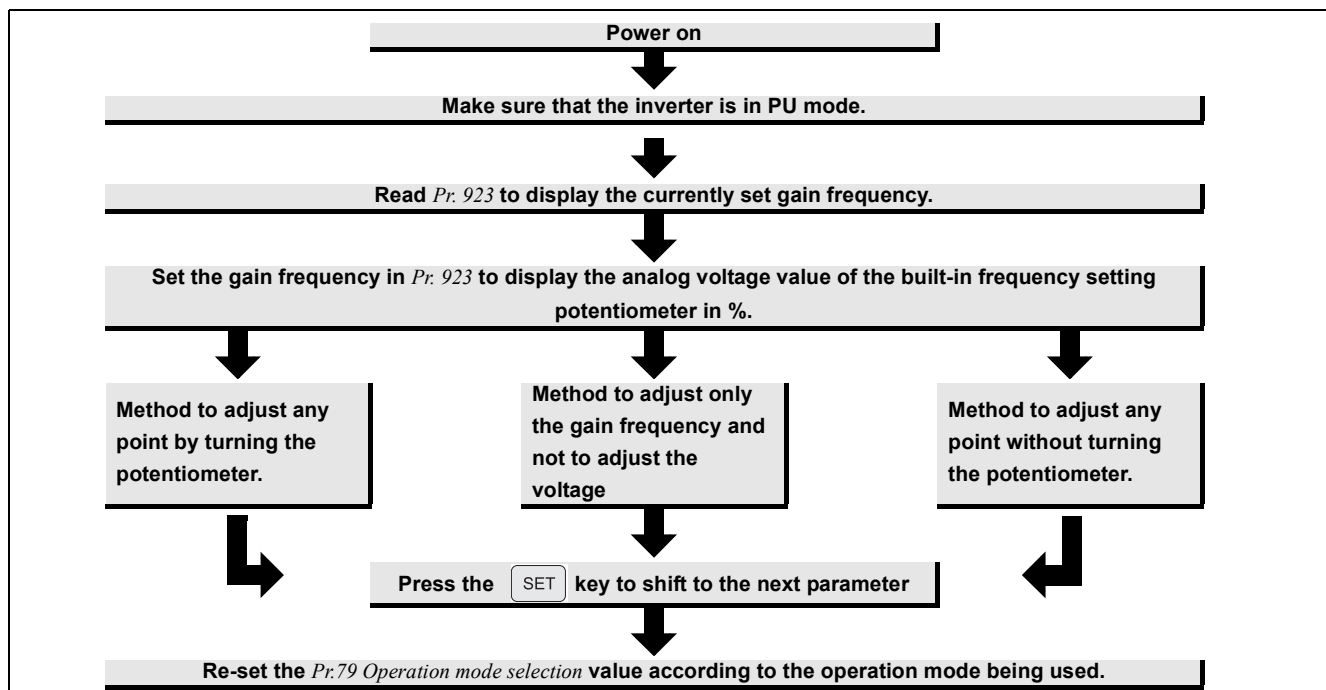 Power on
Make sure that the inverter is in PU mode.
Read Pr. 923 to display the currently set gain frequency.
Set the gain frequency in Pr. 923 to display the analog voltage value of the built-in frequency setting
potentiometer in %.
Method to adjust any
point by turning the
potentiometer.
Method to adjust only
the gain frequency and
not to adjust the
voltage
Method to adjust any
point without turning
the potentiometer.
Press the SET key to shift to the next parameter
Re-set the Pr.79 Operation mode selection value according to the operation mode being used.